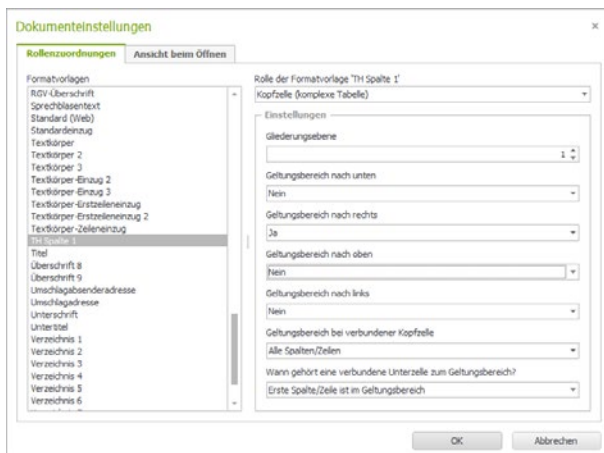 Dokumenteinstellungen
Rollenzuordnungen
Ansicht beim Öffnen
Formatvorlagen
RGV-Überschrift
Sprechblasentext
Standard (Web)
Standardeinzug
Textkörper
Textkörper 2
Textkörper 3
Textkörper-Einzug 2
Textkörper-Einzug 3
Textkörper-Erstzeileneinzug
Textkörper-Erstzeileneinzug 2
Textkörper-Zeileneinzug
TH Spalte 1
Titel
Überschrift 8
Überschrift 9
Umschlagabsenderadresse
Umschlagadresse
Unterschrift
Untertitel
Verzeichnis 1
Verzeichnis 2
Verzeichnis 3
Verzeichnis 4
Verzeichnis 5
Verzeichnis 6
Rolle der Formatvorlage 'TH Spalte 1'
Kopfzelle (komplexe Tabelle)
Einstellungen
Gliederungsebene
1
Geltungsbereich nach unten
Nein
Geltungsbereich nach rechts
Ja
Geltungsbereich nach oben
Nein
Geltungsbereich nach links
Nein
Geltungsbereich bei verbundener Kopfzelle
Alle Spalten/Zeilen
Wann gehört eine verbundene Unterzelle zum Geltungsbereich?
Erste Spalte/Zeile ist im Geltungsbereich
OK
Abbrechen